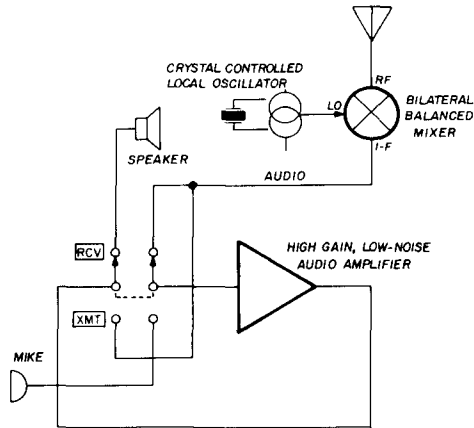 CRYSTAL CONTROLLED
LOCAL OSCILLATOR
RF
LO
BILATERAL
BALANCED
MIXER
I-F
SPEAKER
AUDIO
RCV
HIGH GAIN, LOW-NOISE
AUDIO AMPLIFIER
XMT
MIKE